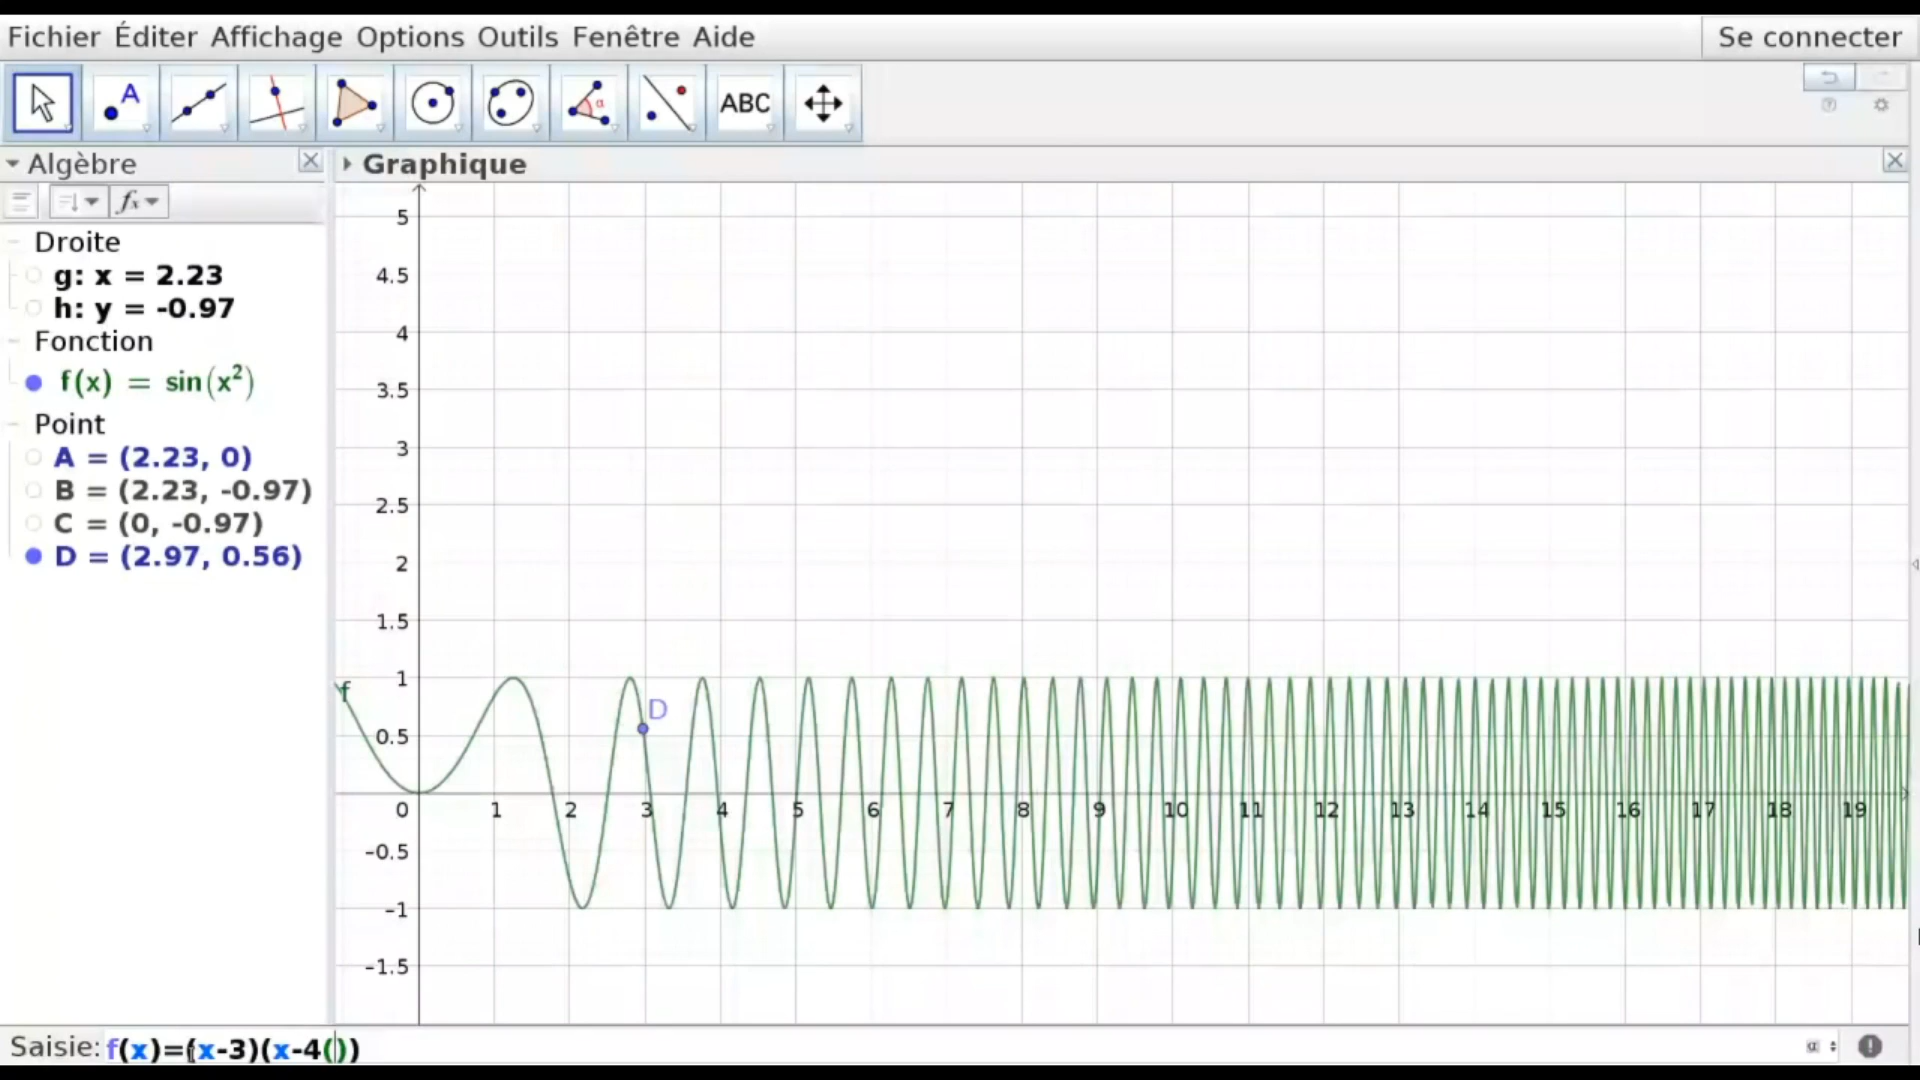 Fichier Éditer Affichage Options Outils Fenêtre Aide Se connecter
A α ABC
Algèbre
Graphique
fx
Droite
g: x = 2.23
h: y = -0.97
Fonction
f(x) = sin(x²)
Point
A = (2.23, 0)
B = (2.23, -0.97)
C = (0, -0.97)
D = (2.97, 0.56)
5
4.5
4
3.5
3
2.5
2
1.5
1
f
D
0.5
0 1 2 3 4 5 6 7 8 9 10 11 12 13 14 15 16 17 18 19
-0.5
-1
-1.5
Saisie: f(x)=(x-3)(x-4()) α